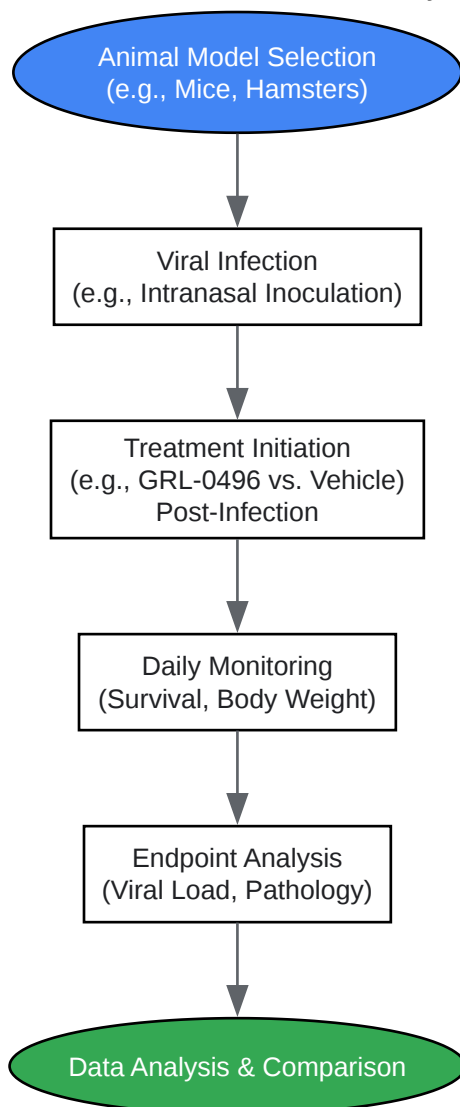 Animal Model Selection
(e.g., Mice, Hamsters)
Viral Infection
(e.g., Intranasal Inoculation)
Treatment Initiation
(e.g., GRL-0496 vs. Vehicle)
Post-Infection
Daily Monitoring
(Survival, Body Weight)
Endpoint Analysis
(Viral Load, Pathology)
Data Analysis & Comparison